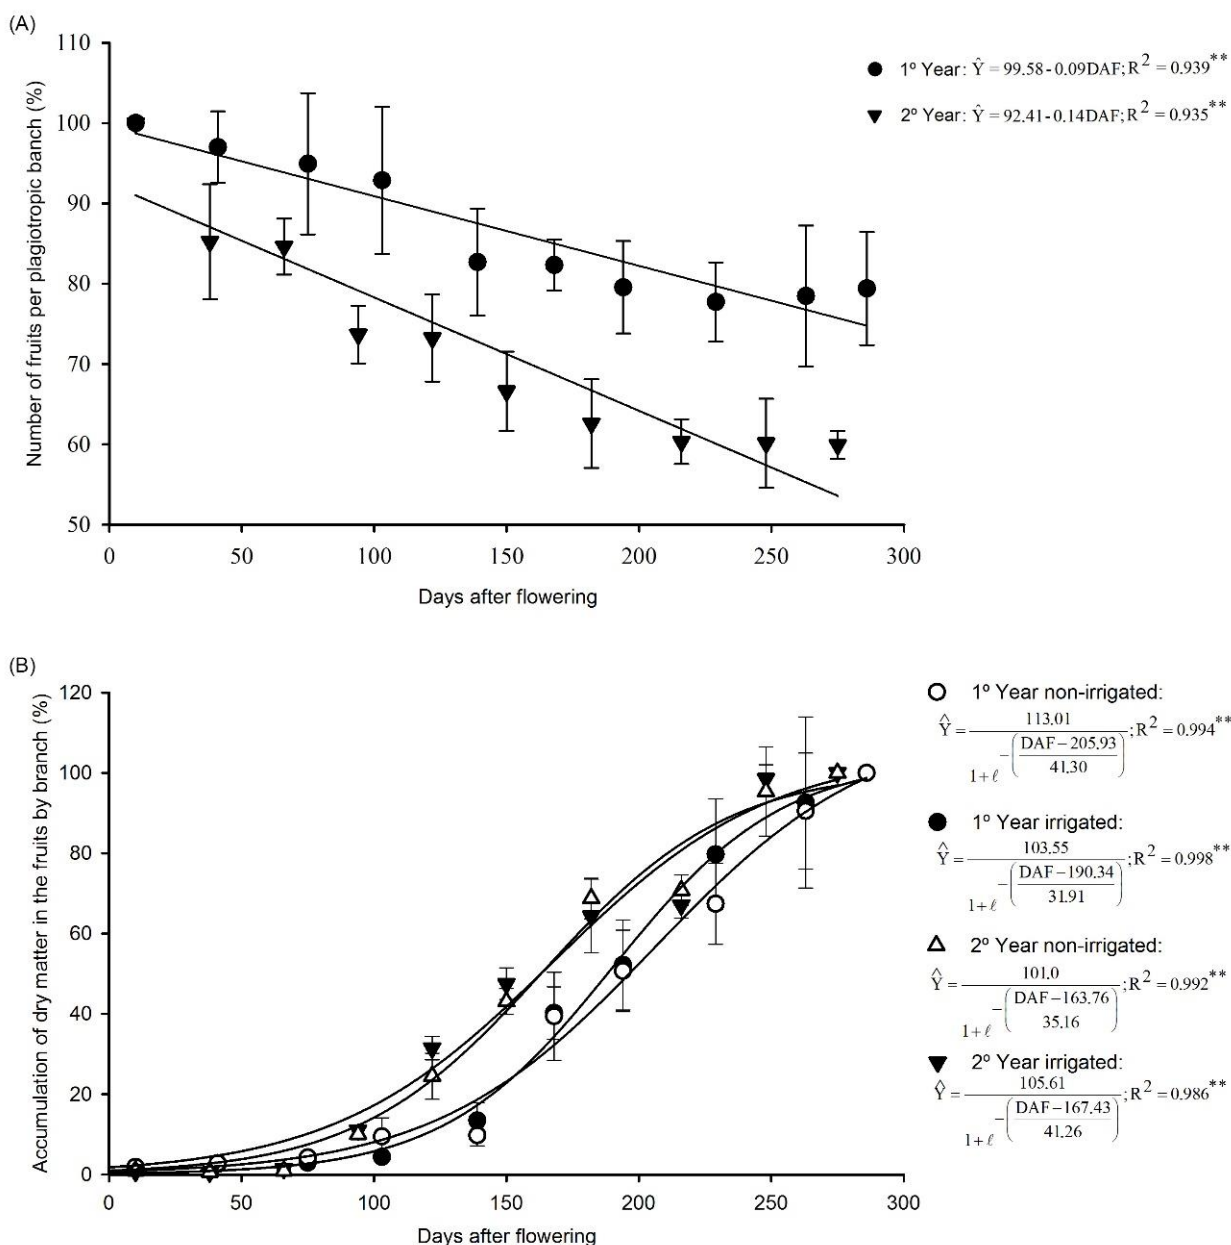 (A)
Number of fruits per plagiotropic banch (%)
110
100
90
80
70
60
50
0 50 100 150 200 250 300
Days after flowering
1º Year: Ŷ = 99.58 - 0.09DAF; R² = 0.939**
2º Year: Ŷ = 92.41 - 0.14DAF; R² = 0.935**
(B)
Accumulation of dry matter in the fruits by branch (%)
120
100
80
60
40
20
0
0 50 100 150 200 250 300
Days after flowering
1º Year non-irrigated:
Ŷ = 113.01 / 1+ℓ^-(DAF-205.93 / 41.30); R² = 0.994**
1º Year irrigated:
Ŷ = 103.55 / 1+ℓ^-(DAF-190.34 / 31.91); R² = 0.998**
2º Year non-irrigated:
Ŷ = 101.0 / 1+ℓ^-(DAF-163.76 / 35.16); R² = 0.992**
2º Year irrigated:
Ŷ = 105.61 / 1+ℓ^-(DAF-167.43 / 41.26); R² = 0.986**